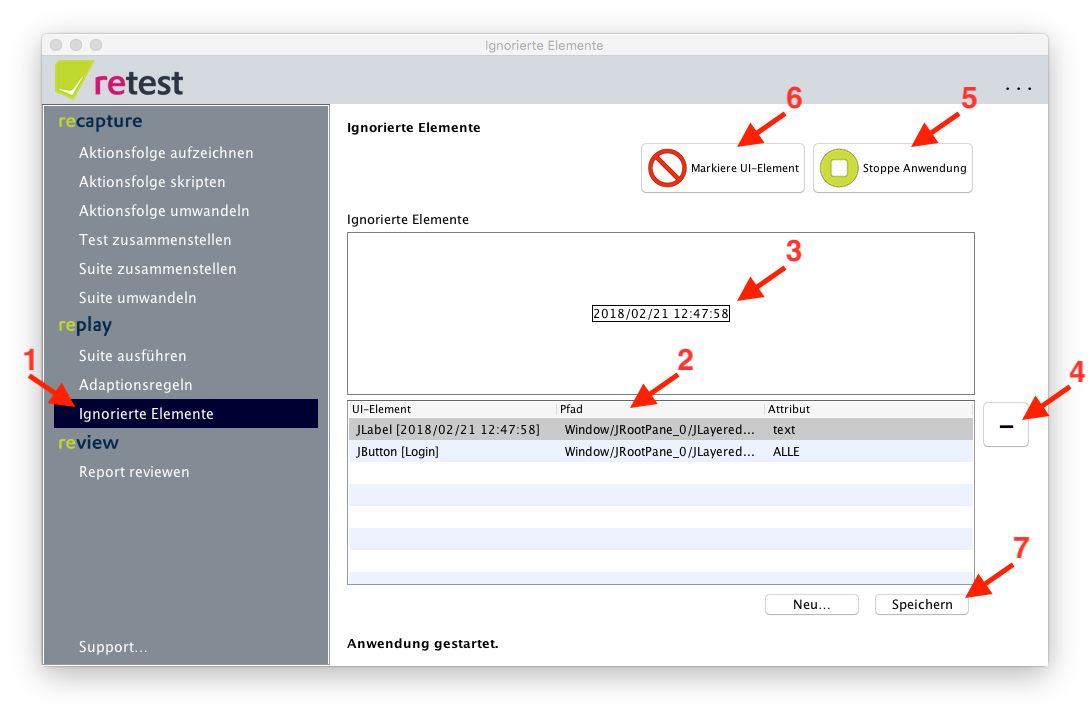 Ignorierte Elemente
retest
...
recapture
Aktionsfolge aufzeichnen
Aktionsfolge skripten
Aktionsfolge umwandeln
Test zusammenstellen
Suite zusammenstellen
Suite umwandeln
replay
Suite ausführen
Adaptionsregeln
1
Ignorierte Elemente
review
Report reviewen
Support...
Ignorierte Elemente
6
5
Markiere UI-Element
Stoppe Anwendung
Ignorierte Elemente
3
2018/02/21 12:47:58
2
4
UI-Element Pfad Attribut
JLabel [2018/02/21 12:47:58] Window/JRootPane_0/JLayered... text
JButton [Login] Window/JRootPane_0/JLayered... ALLE
−
7
Neu...
Speichern
Anwendung gestartet.